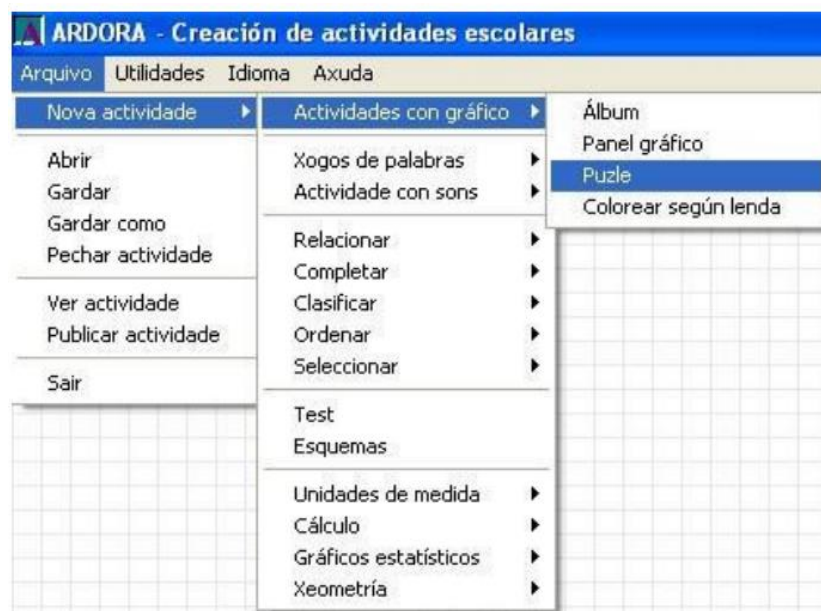 ARDORA - Creación de actividades escolares
Arquivo Utilidades Idioma Axuda
Nova actividade
Abrir
Gardar
Gardar como
Pechar actividade
Ver actividade
Publicar actividade
Sair
Actividades con gráfico
Xogos de palabras
Actividade con sons
Relacionar
Completar
Clasificar
Ordenar
Seleccionar
Test
Esquemas
Unidades de medida
Cálculo
Gráficos estatísticos
Xeometría
Álbum
Panel gráfico
Puzle
Colorear según lenda